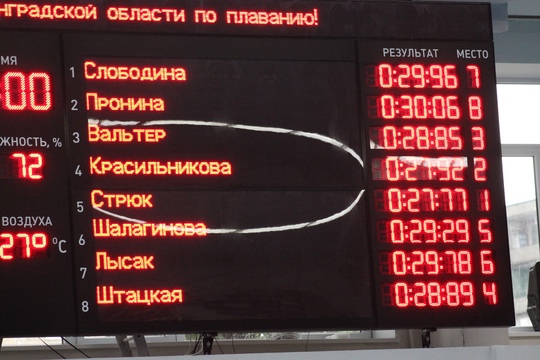 нградской области по плаванию!
РЕЗУЛЬТАТ МЕСТО
1 Слободина 0:29:96 7
2 Пронина 0:30:06 8
3 Вальтер 0:28:85 3
4 Красильникова 0:27:92 2
5 Стрюк 0:27:77 1
6 Шалагинова 0:29:29 5
7 Лысак 0:29:78 6
8 Штацкая 0:28:89 4
МЯ
:00
ЖНОСТЬ, %
72
ВОЗДУХА
27° °C